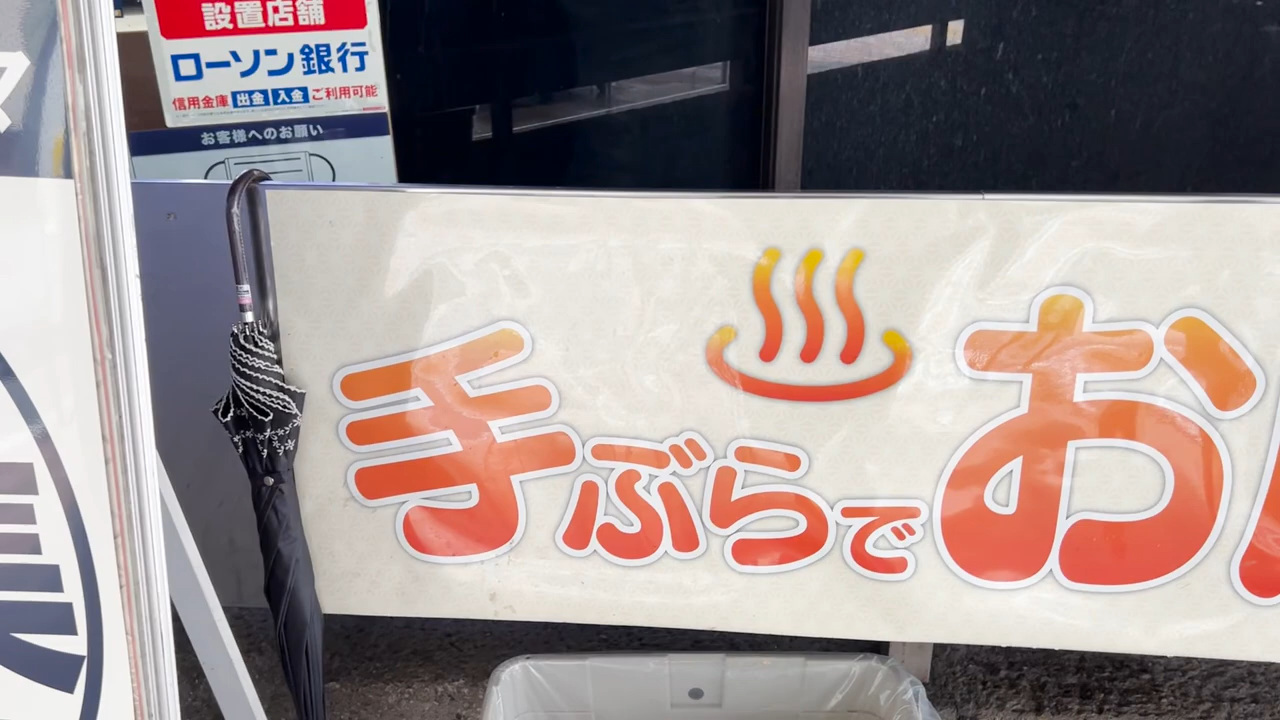 設置店舗
ローソン銀行
信用金庫 出金 入金 ご利用可能
お客様へのお願い
手ぶらでお